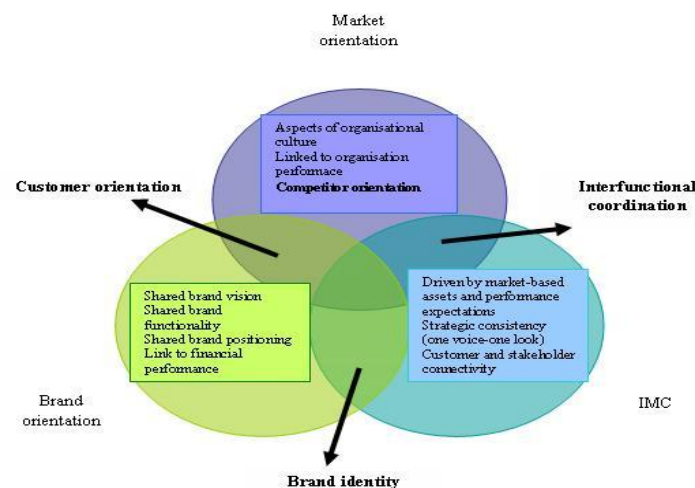 Market
orientation
Aspects of organisational
culture
Linked to organisation
performace
Competitor orientation
Customer orientation
Interfunctional
coordination
Shared brand vision
Shared brand
functionality
Shared brand positioning
Link to financial
performance
Driven by market-based
assets and performance
expectations
Strategic consistency
(one voice-one look)
Customer and stakeholder
connectivity
Brand
orientation
IMC
Brand identity